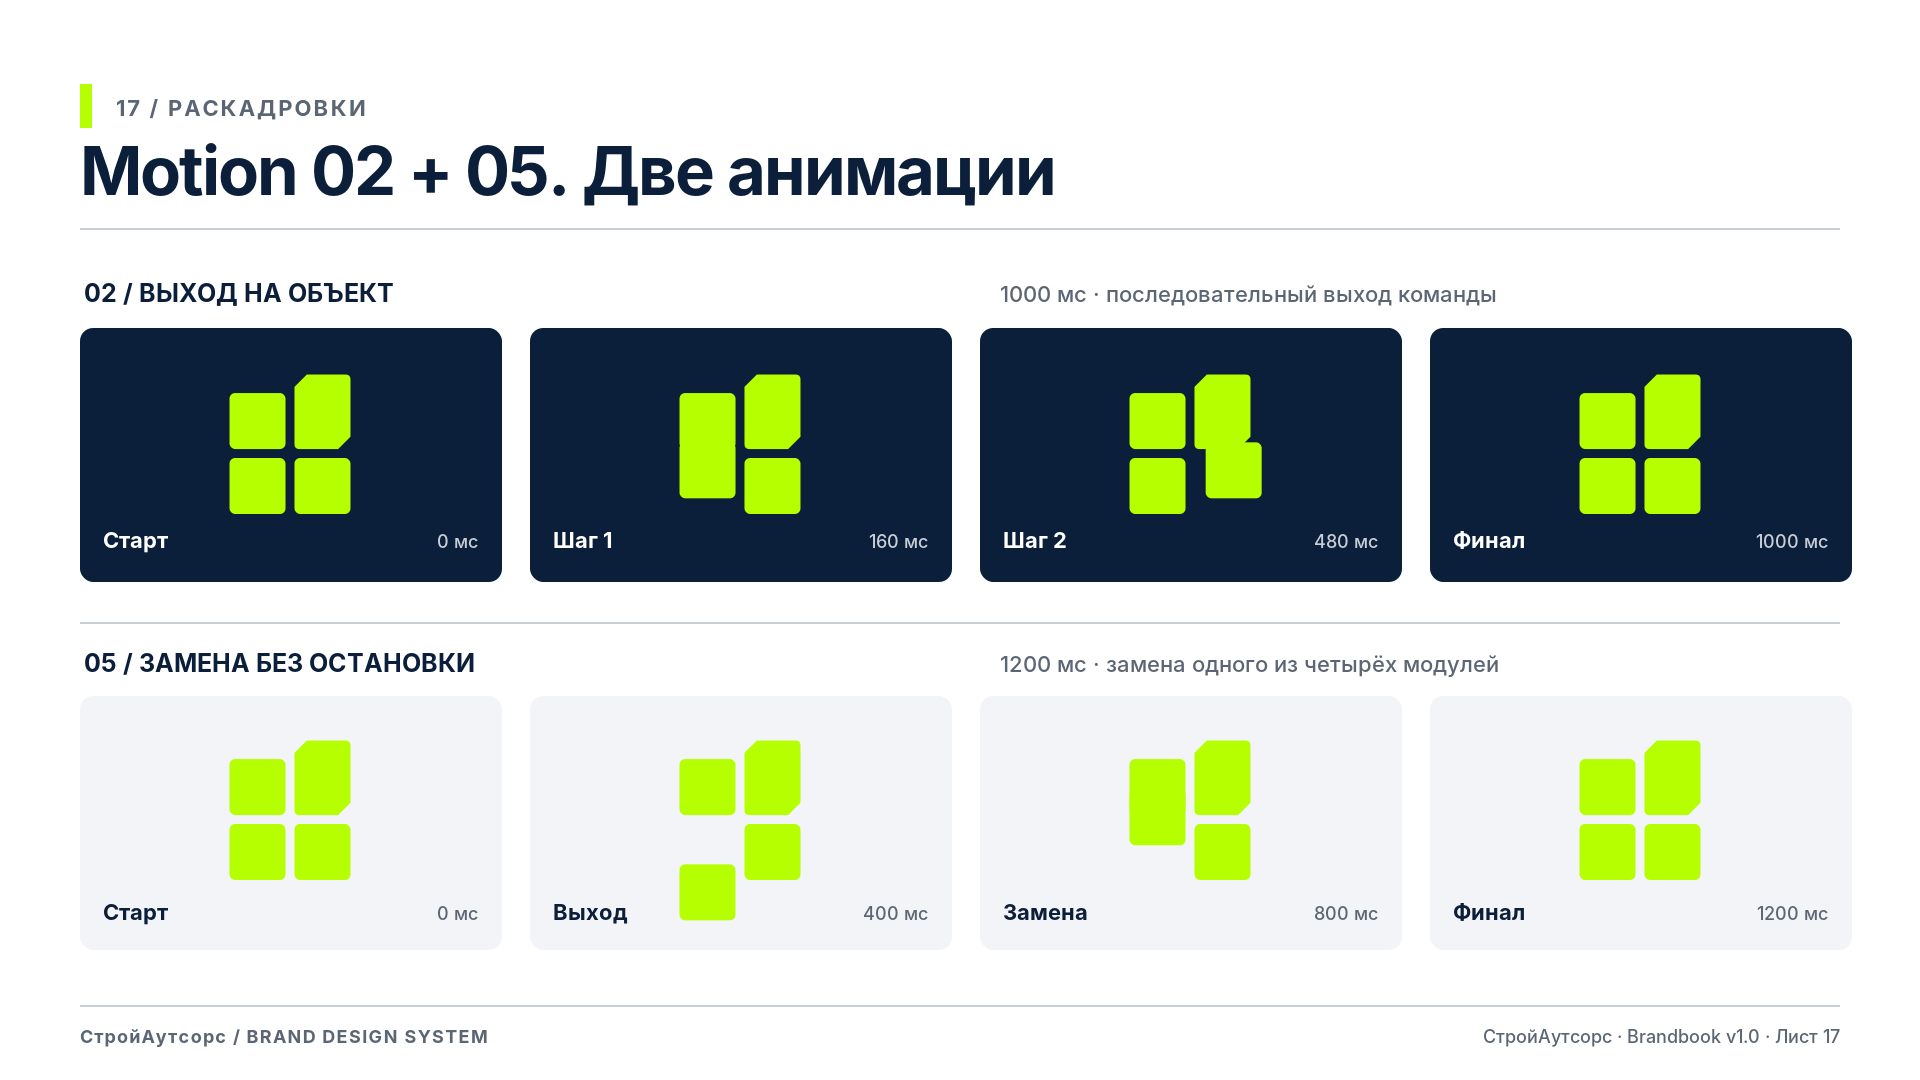 17 / РАСКАДРОВКИ
Motion 02 + 05. Две анимации
02 / ВЫХОД НА ОБЪЕКТ
1000 мс · последовательный выход команды
Старт
0 мс
Шаг 1
160 мс
Шаг 2
480 мс
Финал
1000 мс
05 / ЗАМЕНА БЕЗ ОСТАНОВКИ
1200 мс · замена одного из четырёх модулей
Старт
0 мс
Выход
400 мс
Замена
800 мс
Финал
1200 мс
СтройАутсорс / BRAND DESIGN SYSTEM
СтройАутсорс · Brandbook v1.0 · Лист 17